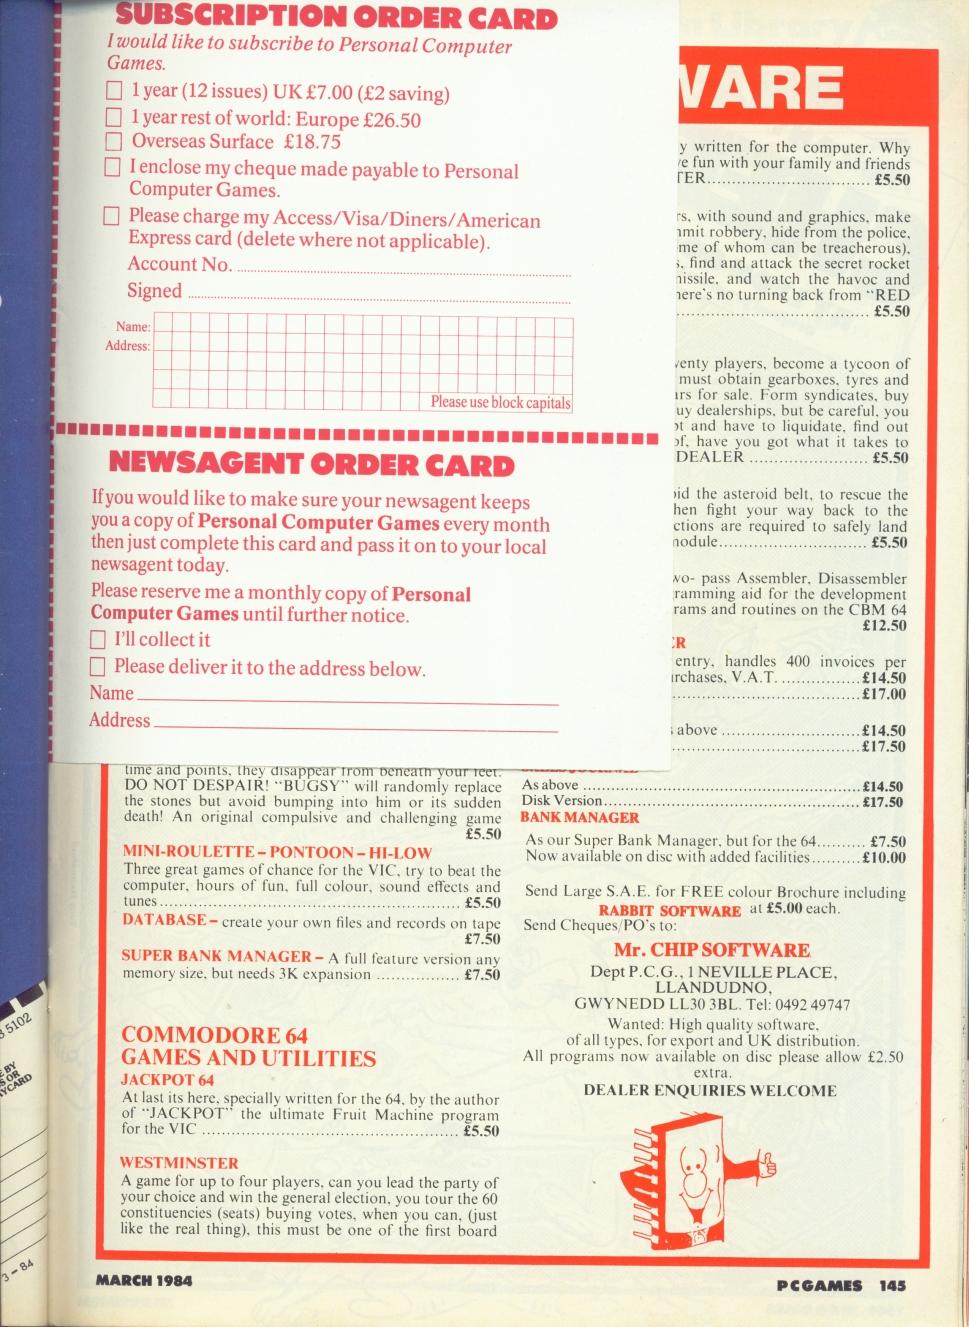 SUBSCRIPTION ORDER CARD
I would like to subscribe to Personal Computer
Games.
1 year (12 issues) UK £7.00 (£2 saving)
1 year rest of world: Europe £26.50
Overseas Surface £18.75
I enclose my cheque made payable to Personal
Computer Games.
Please charge my Access/Visa/Diners/American
Express card (delete where not applicable).
Account No.
Signed
Name:
Address:
Please use block capitals
NEWSAGENT ORDER CARD
If you would like to make sure your newsagent keeps
you a copy of Personal Computer Games every month
then just complete this card and pass it on to your local
newsagent today.
Please reserve me a monthly copy of Personal
Computer Games until further notice.
I'll collect it
Please deliver it to the address below.
Name
Address
time and points, they disappear from beneath your feet.
DO NOT DESPAIR! "BUGSY" will randomly replace
the stones but avoid bumping into him or its sudden
death! An original compulsive and challenging game
£5.50
MINI-ROULETTE – PONTOON – HI-LOW
Three great games of chance for the VIC, try to beat the
computer, hours of fun, full colour, sound effects and
tunes £5.50
DATABASE – create your own files and records on tape
£7.50
SUPER BANK MANAGER – A full feature version any
memory size, but needs 3K expansion £7.50
COMMODORE 64
GAMES AND UTILITIES
JACKPOT 64
At last its here, specially written for the 64, by the author
of "JACKPOT" the ultimate Fruit Machine program
for the VIC £5.50
WESTMINSTER
A game for up to four players, can you lead the party of
your choice and win the general election, you tour the 60
constituencies (seats) buying votes, when you can, (just
like the real thing), this must be one of the first board
WARE
y written for the computer. Why
ve fun with your family and friends
TER £5.50
rs, with sound and graphics, make
mmit robbery, hide from the police,
me of whom can be treacherous),
s, find and attack the secret rocket
missile, and watch the havoc and
here's no turning back from "RED
£5.50
venty players, become a tycoon of
must obtain gearboxes, tyres and
ars for sale. Form syndicates, buy
uy dealerships, but be careful, you
pt and have to liquidate, find out
of, have you got what it takes to
DEALER £5.50
oid the asteroid belt, to rescue the
hen fight your way back to the
ctions are required to safely land
module £5.50
wo- pass Assembler, Disassembler
ramming aid for the development
rams and routines on the CBM 64
£12.50
ER
entry, handles 400 invoices per
urchases, V.A.T. £14.50
£17.00
s above £14.50
£17.50
As above £14.50
Disk Version £17.50
BANK MANAGER
As our Super Bank Manager, but for the 64 £7.50
Now available on disc with added facilities £10.00
Send Large S.A.E. for FREE colour Brochure including
RABBIT SOFTWARE at £5.00 each.
Send Cheques/PO's to:
Mr. CHIP SOFTWARE
Dept P.C.G., 1 NEVILLE PLACE,
LLANDUDNO,
GWYNEDD LL30 3BL. Tel: 0492 49747
Wanted: High quality software,
of all types, for export and UK distribution.
All programs now available on disc please allow £2.50
extra.
DEALER ENQUIRIES WELCOME
5102
E BY
S OR
YCARD
3 – 84
MARCH 1984
PC GAMES 145